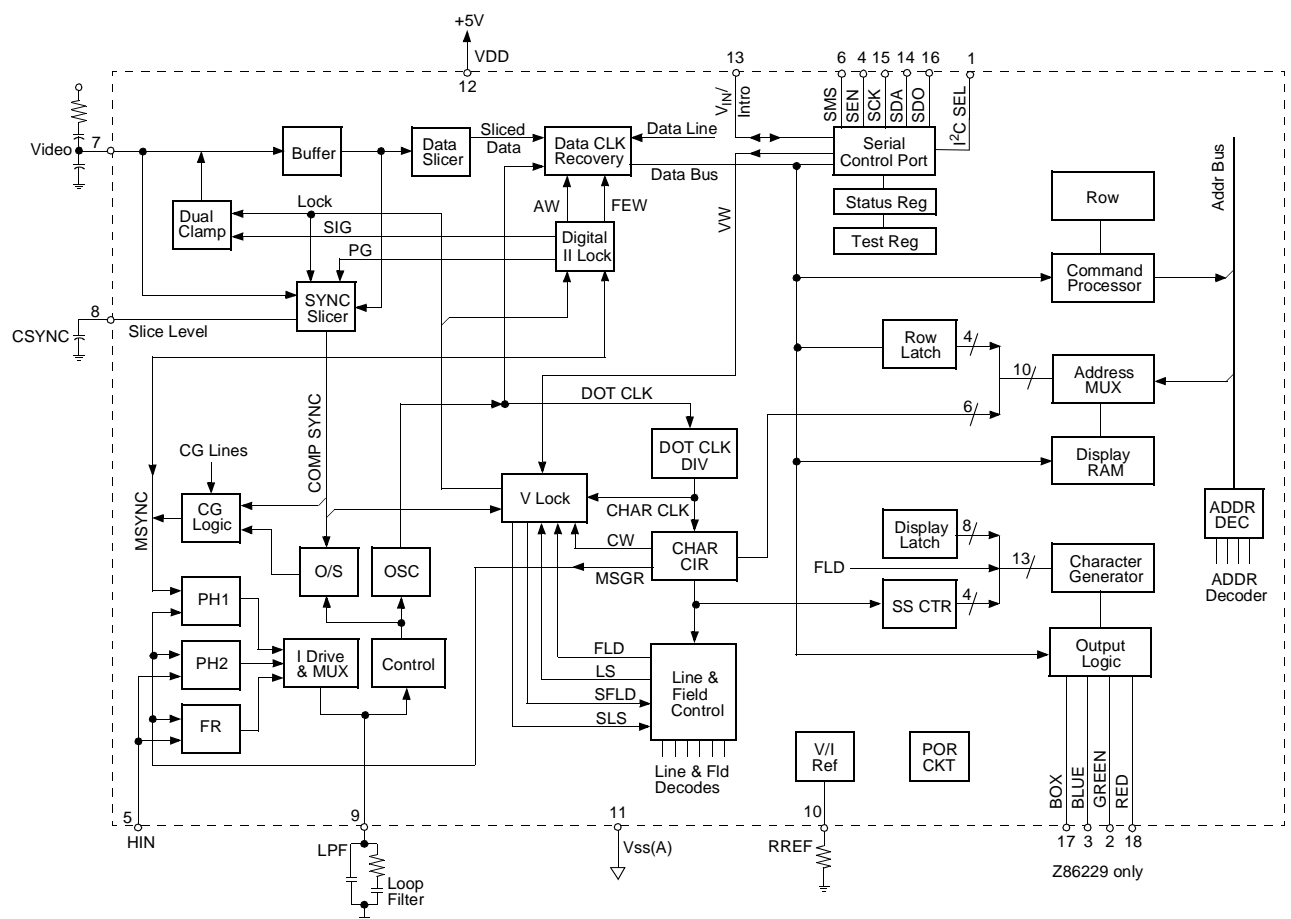 +5V
VDD
12
13
6 4 15 14 16
1
VIN/
Intro
SMS
SEN
SCK
SDA
SDO
I2C SEL
Video
7
Buffer
Data
Slicer
Sliced
Data
Data CLK
Recovery
Data Line
Data Bus
Serial
Control Port
Status Reg
Test Reg
VW
Row
Addr Bus
Command
Processor
Dual
Clamp
Lock
SIG
PG
AW
FEW
Digital
II Lock
SYNC
Slicer
8
CSYNC
Slice Level
Row
Latch
4
10
6
Address
MUX
Display
RAM
DOT CLK
DOT CLK
DIV
COMP SYNC
CG Lines
CG
Logic
MSYNC
V Lock
CHAR CLK
CHAR
CIR
CW
MSGR
O/S
OSC
Display
Latch
8
FLD
13
Character
Generator
SS CTR
4
ADDR
DEC
ADDR
Decoder
PH1
PH2
FR
I Drive
& MUX
Control
FLD
LS
SFLD
SLS
Line &
Field
Control
Line & Fld
Decodes
Output
Logic
V/I
Ref
POR
CKT
BOX
BLUE
GREEN
RED
5
HIN
9
LPF
Loop
Filter
11
Vss(A)
10
RREF
17 3 2 18
Z86229 only